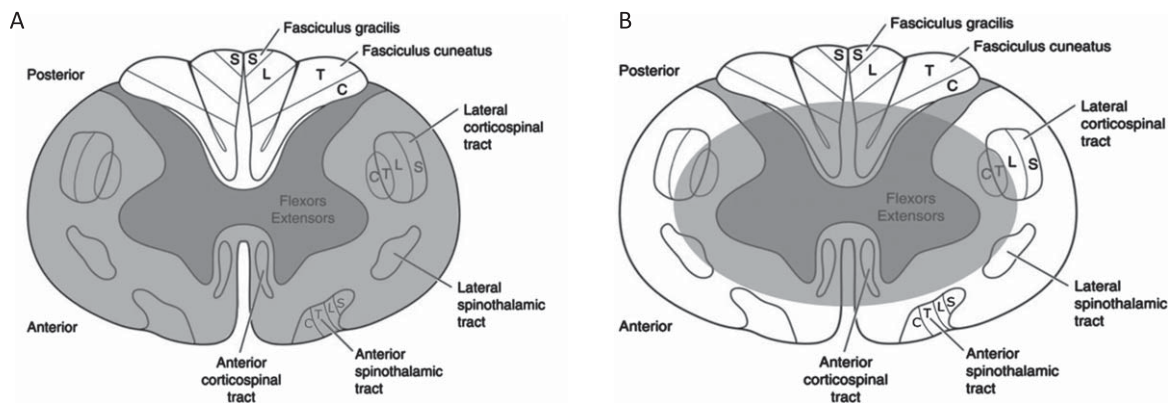 A
Fasciculus gracilis
Fasciculus cuneatus
Posterior
S S
L
T
C
Lateral
corticospinal
tract
C T L S
Flexors
Extensors
Lateral
spinothalamic
tract
Anterior
C T L S
Anterior
corticospinal
tract
Anterior
spinothalamic
tract
B
Fasciculus gracilis
Fasciculus cuneatus
Posterior
S S
L
T
C
Lateral
corticospinal
tract
C T L S
Flexors
Extensors
Lateral
spinothalamic
tract
Anterior
C T L S
Anterior
corticospinal
tract
Anterior
spinothalamic
tract